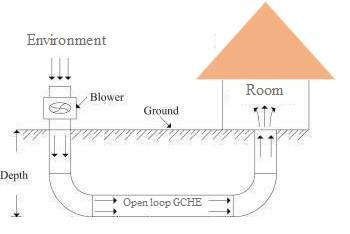 Environment
Blower
Room
Ground
Depth
Open loop GCHE